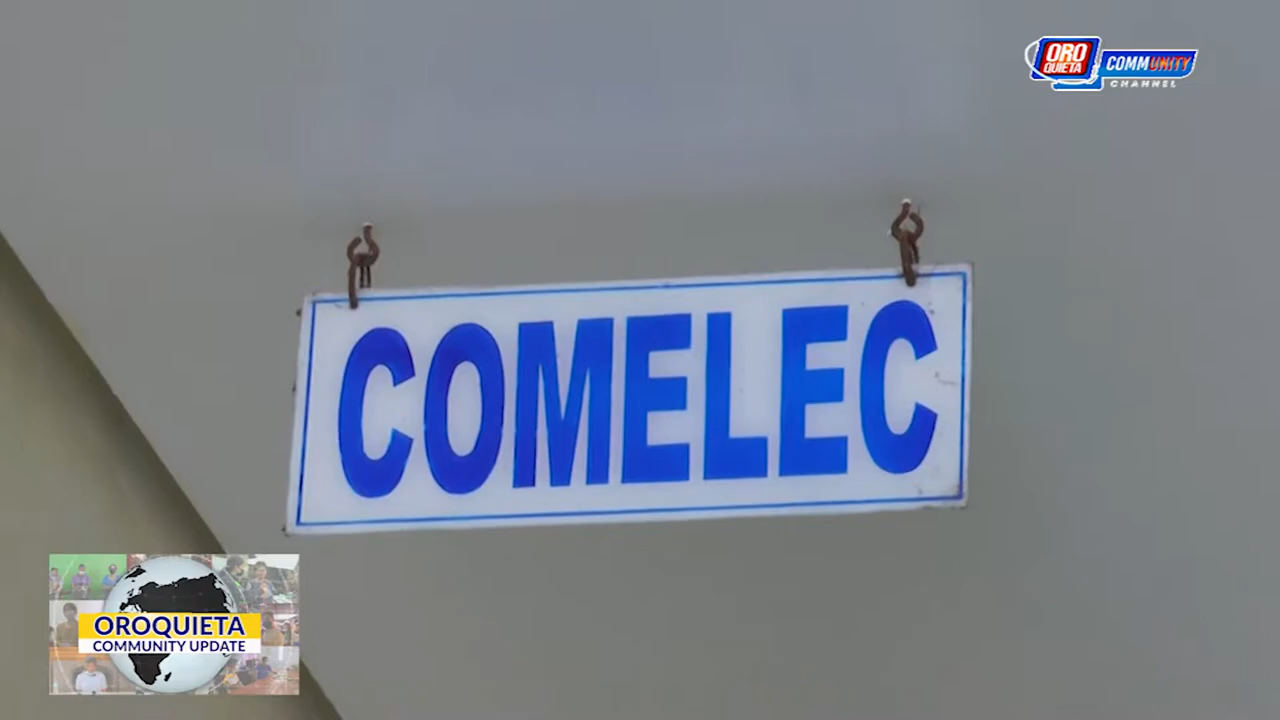 ORO
QUIETA
COMMUNITY
CHANNEL
COMELEC
OROQUIETA
COMMUNITY UPDATE